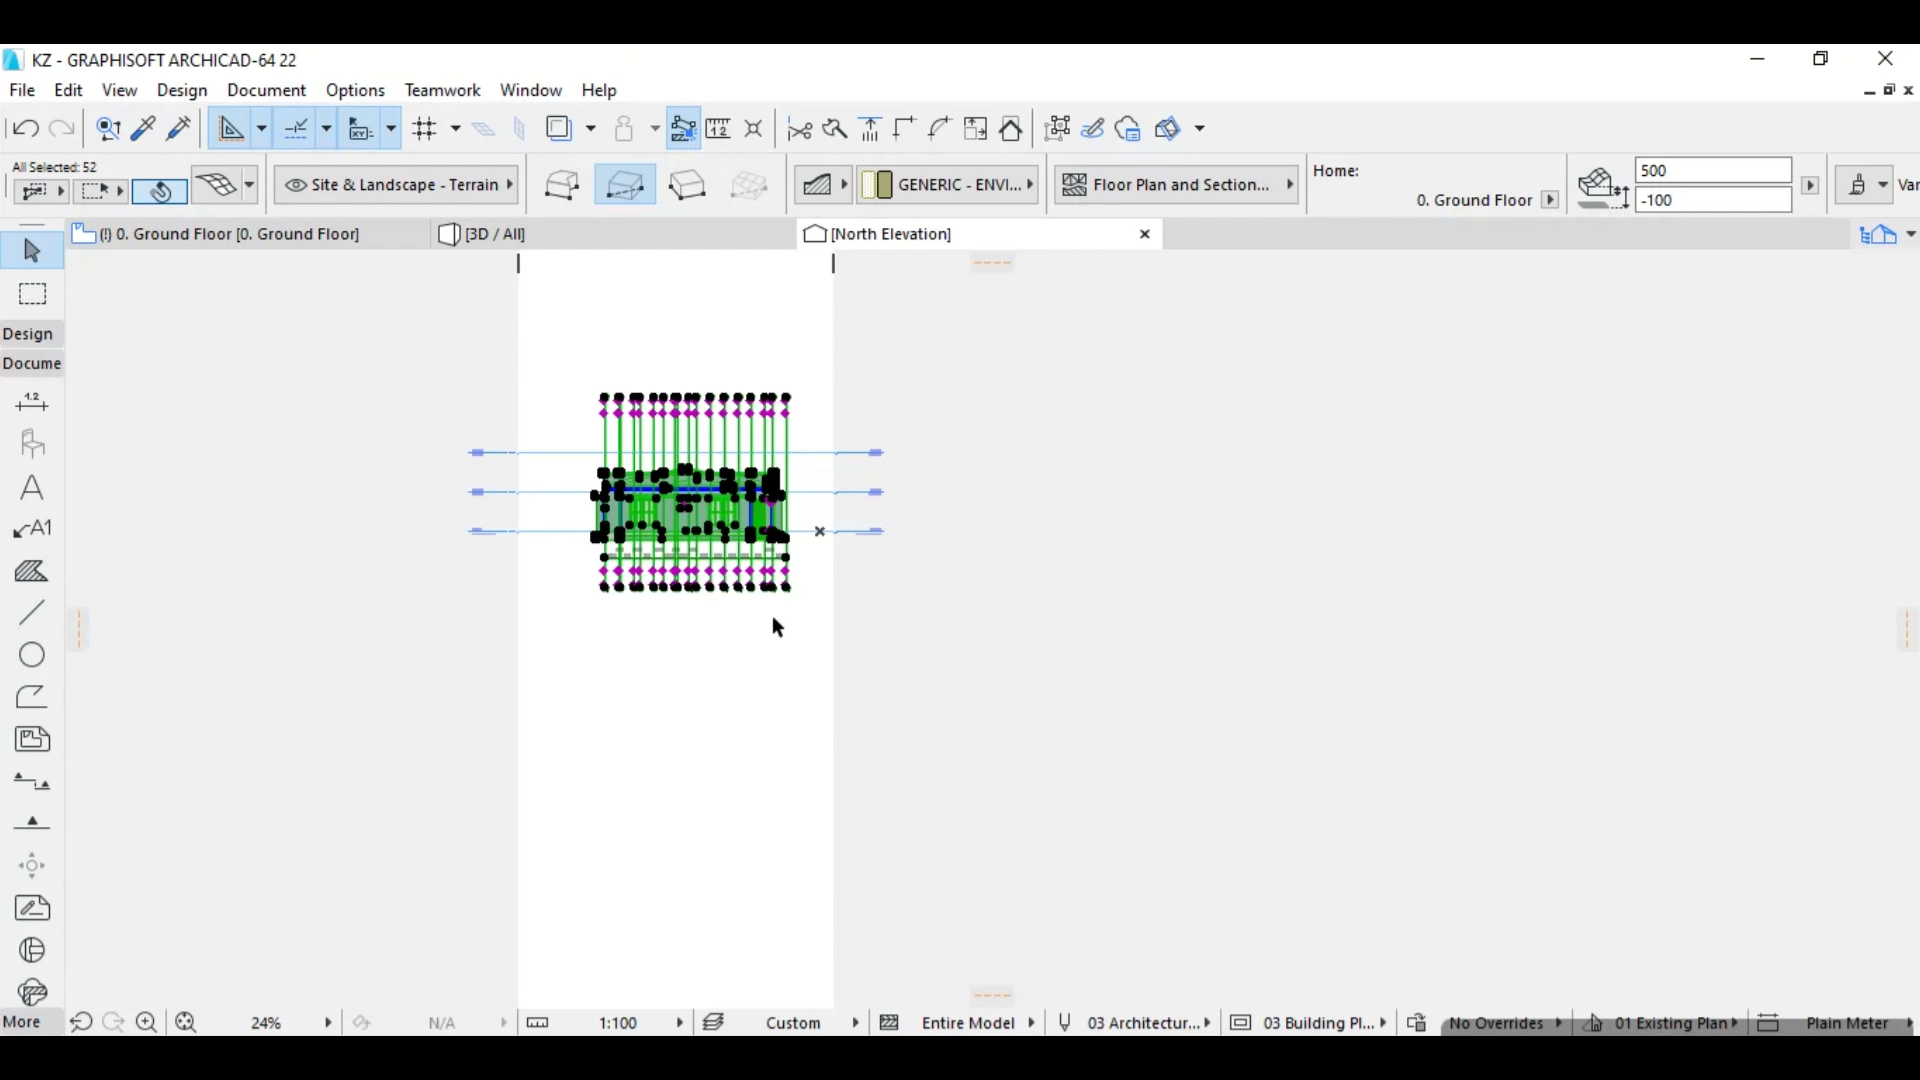 KZ - GRAPHISOFT ARCHICAD-64 22
File Edit View Design Document Options Teamwork Window Help
All Selected: 52
Site & Landscape - Terrain
GENERIC - ENVI...
Floor Plan and Section...
Home:
0. Ground Floor
500
-100
Var
(!) 0. Ground Floor [0. Ground Floor]
[3D / All]
[North Elevation]
Design
Docume
1.2
A
A1
More
24%
N/A
1:100
Custom
Entire Model
03 Architectur...
03 Building Pl...
No Overrides
01 Existing Plan
Plain Meter